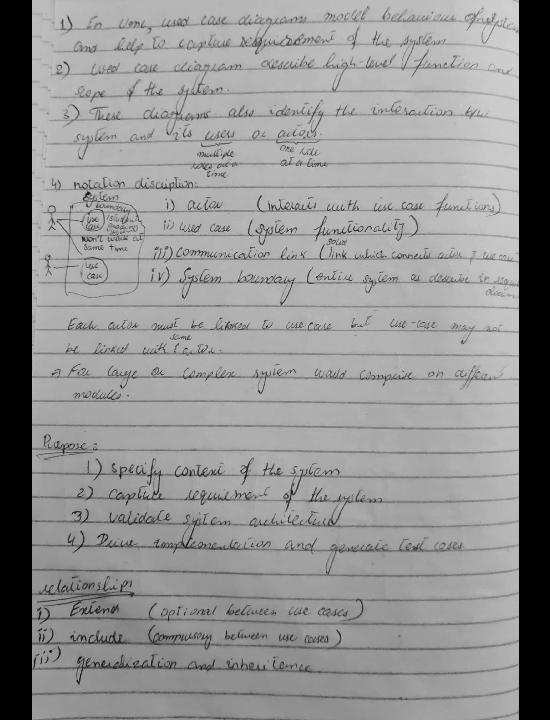 1) In UML, used case diagrams model behaviour of system
and help to capture requirement of the system
2) used case diagram describe high-level function and
scope of the system.
3) These diagrams also identify the interaction b/w
system and its users or actors.
multiple roles at a time
one role at a time
4) notation discription:
System boundary
use case
won't work at same time
use case
i) actor (interacts with use case functions)
ii) used case (system functionality)
iii) communication link (link which connects actor & use case
solid
iv) System boundary (entire system as describe in
Each actor must be linked to use case but use-case may not
be linked with actor.
some
→ For large or complex system would comprise on different
modules.
Purpose:
1) specify context of the system
2) capture requirement of the system
3) validate system architecture
4) Drive implementation and generate test cases
relationships
i) Extend (optional between use cases)
ii) include (compulsory between use cases)
iii) generalization and inheritance